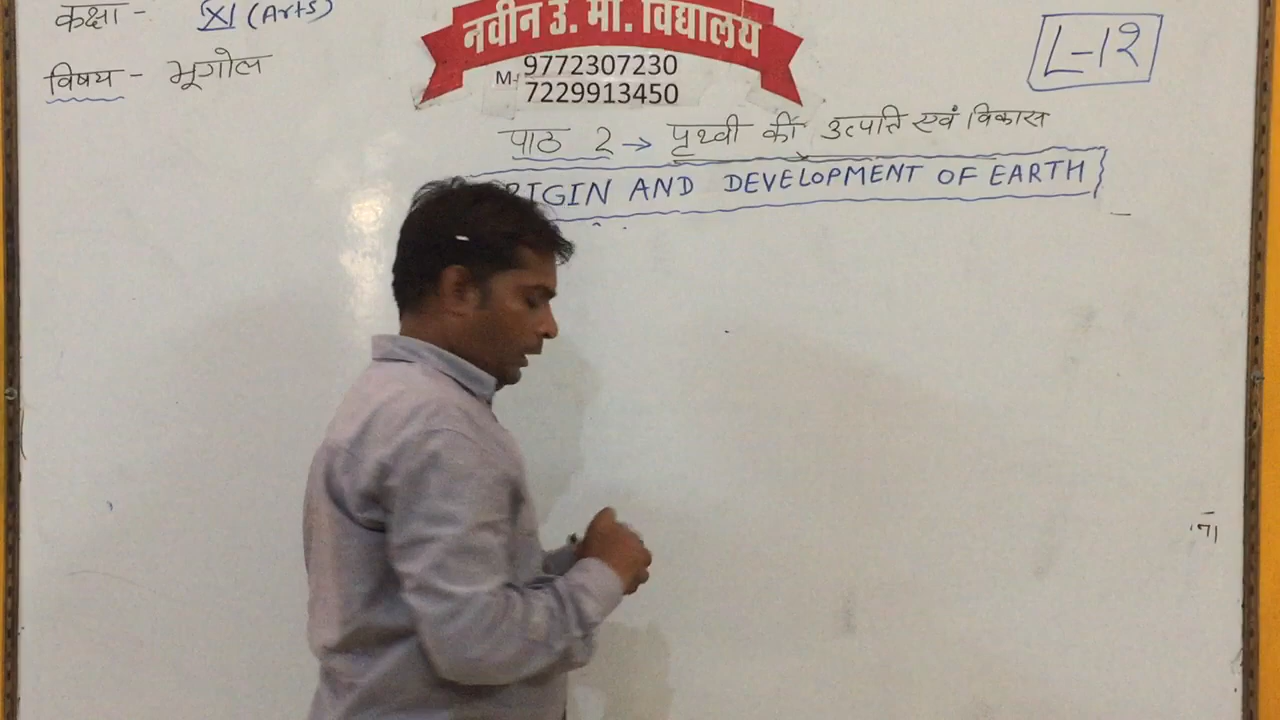 कक्षा - XI (Arts)
विषय - भूगोल
नवीन उ. मा. विद्यालय
M- 9772307230
7229913450
L-12
पाठ 2 → पृथ्वी की उत्पत्ति एवं विकास
RIGIN AND DEVELOPMENT OF EARTH